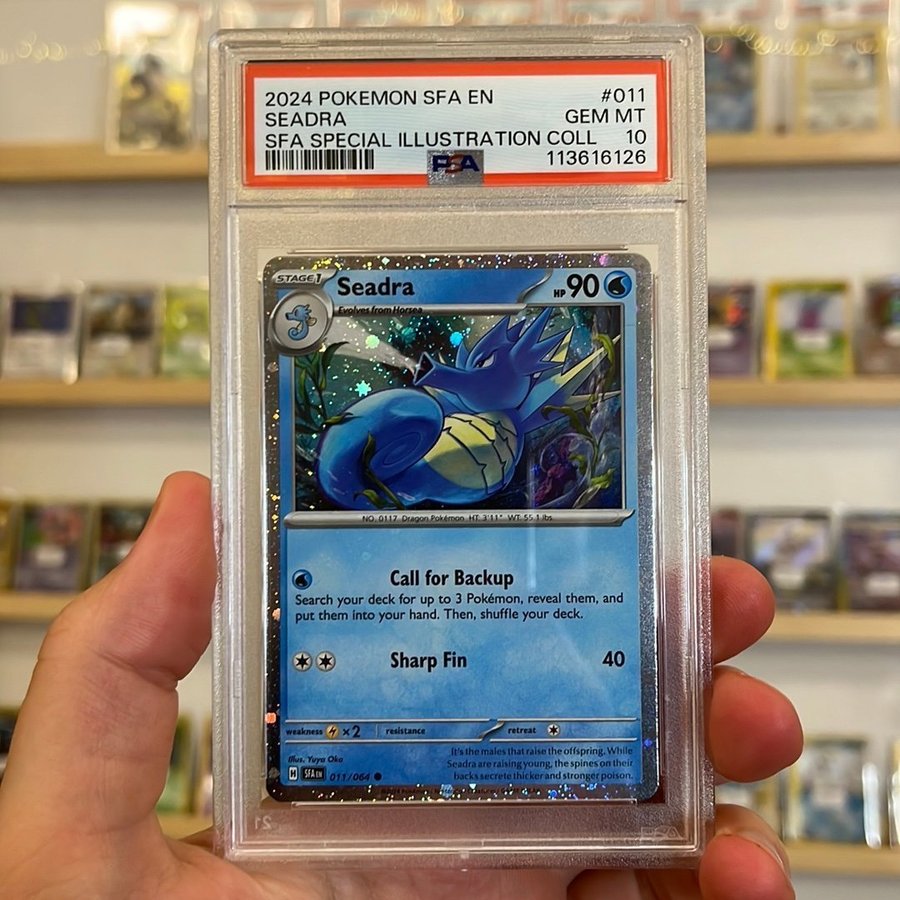 2024 POKEMON SFA EN #011
SEADRA GEM MT
SFA SPECIAL ILLUSTRATION COLL 10
113616126
PSA
STAGE 1
Seadra HP 90
Evolves from Horsea
NO. 0117 Dragon Pokémon HT: 3'11" WT: 55.1 lbs
Call for Backup
Search your deck for up to 3 Pokémon, reveal them, and
put them into your hand. Then, shuffle your deck.
Sharp Fin 40
weakness ×2 resistance retreat
It's the males that raise the offspring. While
Seadra are raising young, the spines on their
backs secrete thicker and stronger poison.
Illus. Yuya Oka
H SFA EN 011/064
PSA